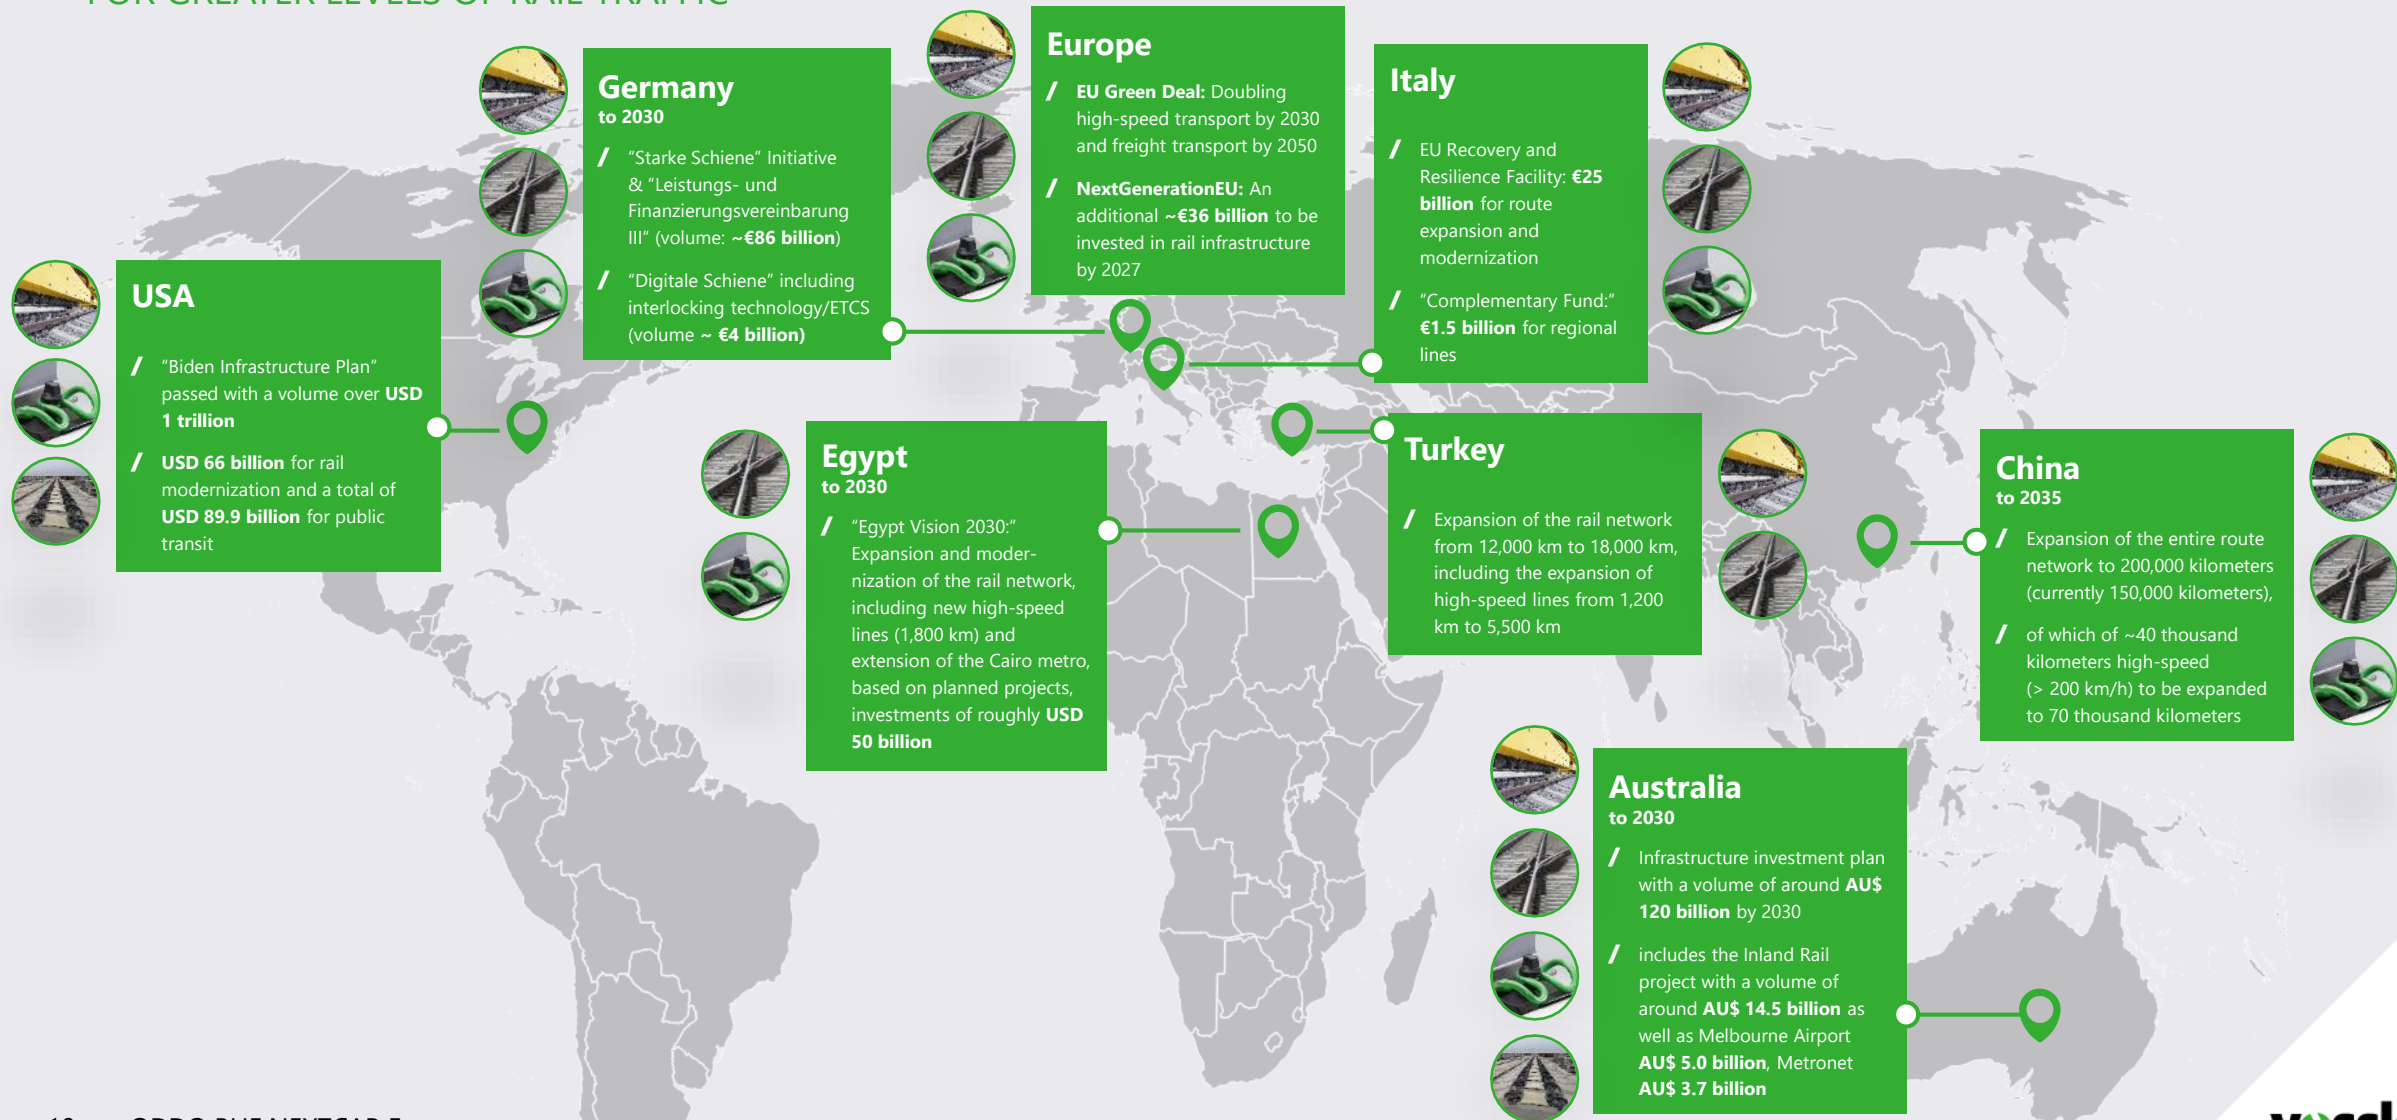 FOR GREATER LEVELS OF RAIL TRAFFIC
Germany
to 2030
/ “Starke Schiene” Initiative
& “Leistungs- und
Finanzierungsvereinbarung
III“ (volume: ~€86 billion)
/ “Digitale Schiene” including
interlocking technology/ETCS
(volume ~ €4 billion)
Europe
/ EU Green Deal: Doubling
high-speed transport by 2030
and freight transport by 2050
/ NextGenerationEU: An
additional ~€36 billion to be
invested in rail infrastructure
by 2027
Italy
/ EU Recovery and
Resilience Facility: €25
billion for route
expansion and
modernization
/ “Complementary Fund:”
€1.5 billion for regional
lines
USA
/ “Biden Infrastructure Plan”
passed with a volume over USD
1 trillion
/ USD 66 billion for rail
modernization and a total of
USD 89.9 billion for public
transit
Egypt
to 2030
/ “Egypt Vision 2030:”
Expansion and moder-
nization of the rail network,
including new high-speed
lines (1,800 km) and
extension of the Cairo metro,
based on planned projects,
investments of roughly USD
50 billion
Turkey
/ Expansion of the rail network
from 12,000 km to 18,000 km,
including the expansion of
high-speed lines from 1,200
km to 5,500 km
China
to 2035
/ Expansion of the entire route
network to 200,000 kilometers
(currently 150,000 kilometers),
/ of which of ~40 thousand
kilometers high-speed
(> 200 km/h) to be expanded
to 70 thousand kilometers
Australia
to 2030
/ Infrastructure investment plan
with a volume of around AU$
120 billion by 2030
/ includes the Inland Rail
project with a volume of
around AU$ 14.5 billion as
well as Melbourne Airport
AU$ 5.0 billion, Metronet
AU$ 3.7 billion